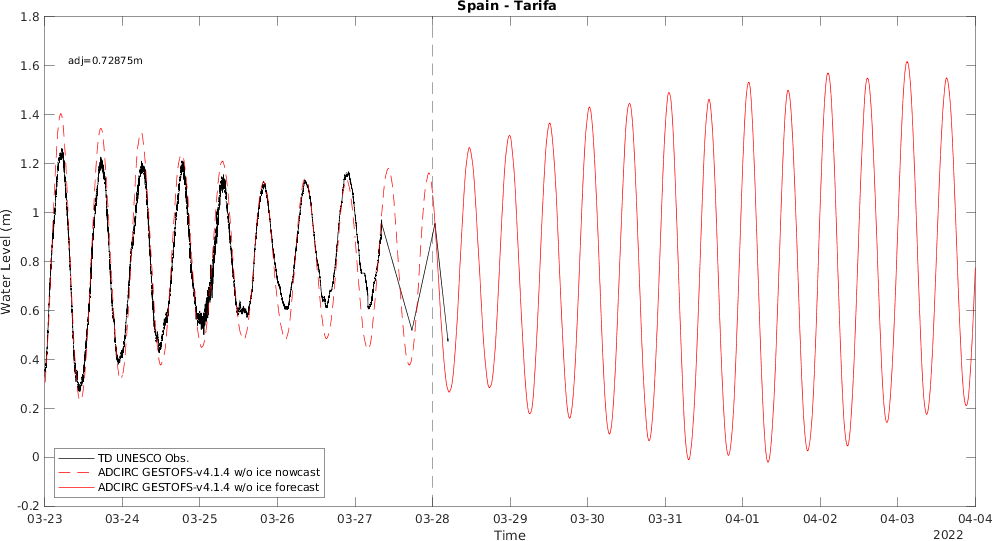 Spain - Tarifa
1.8
1.6
1.4
1.2
1
0.8
0.6
0.4
0.2
0
-0.2
Water Level (m)
adj=0.72875m
TD UNESCO Obs.
ADCIRC GESTOFS-v4.1.4 w/o ice nowcast
ADCIRC GESTOFS-v4.1.4 w/o ice forecast
03-23 03-24 03-25 03-26 03-27 03-28 03-29 03-30 03-31 04-01 04-02 04-03 04-04
Time
2022